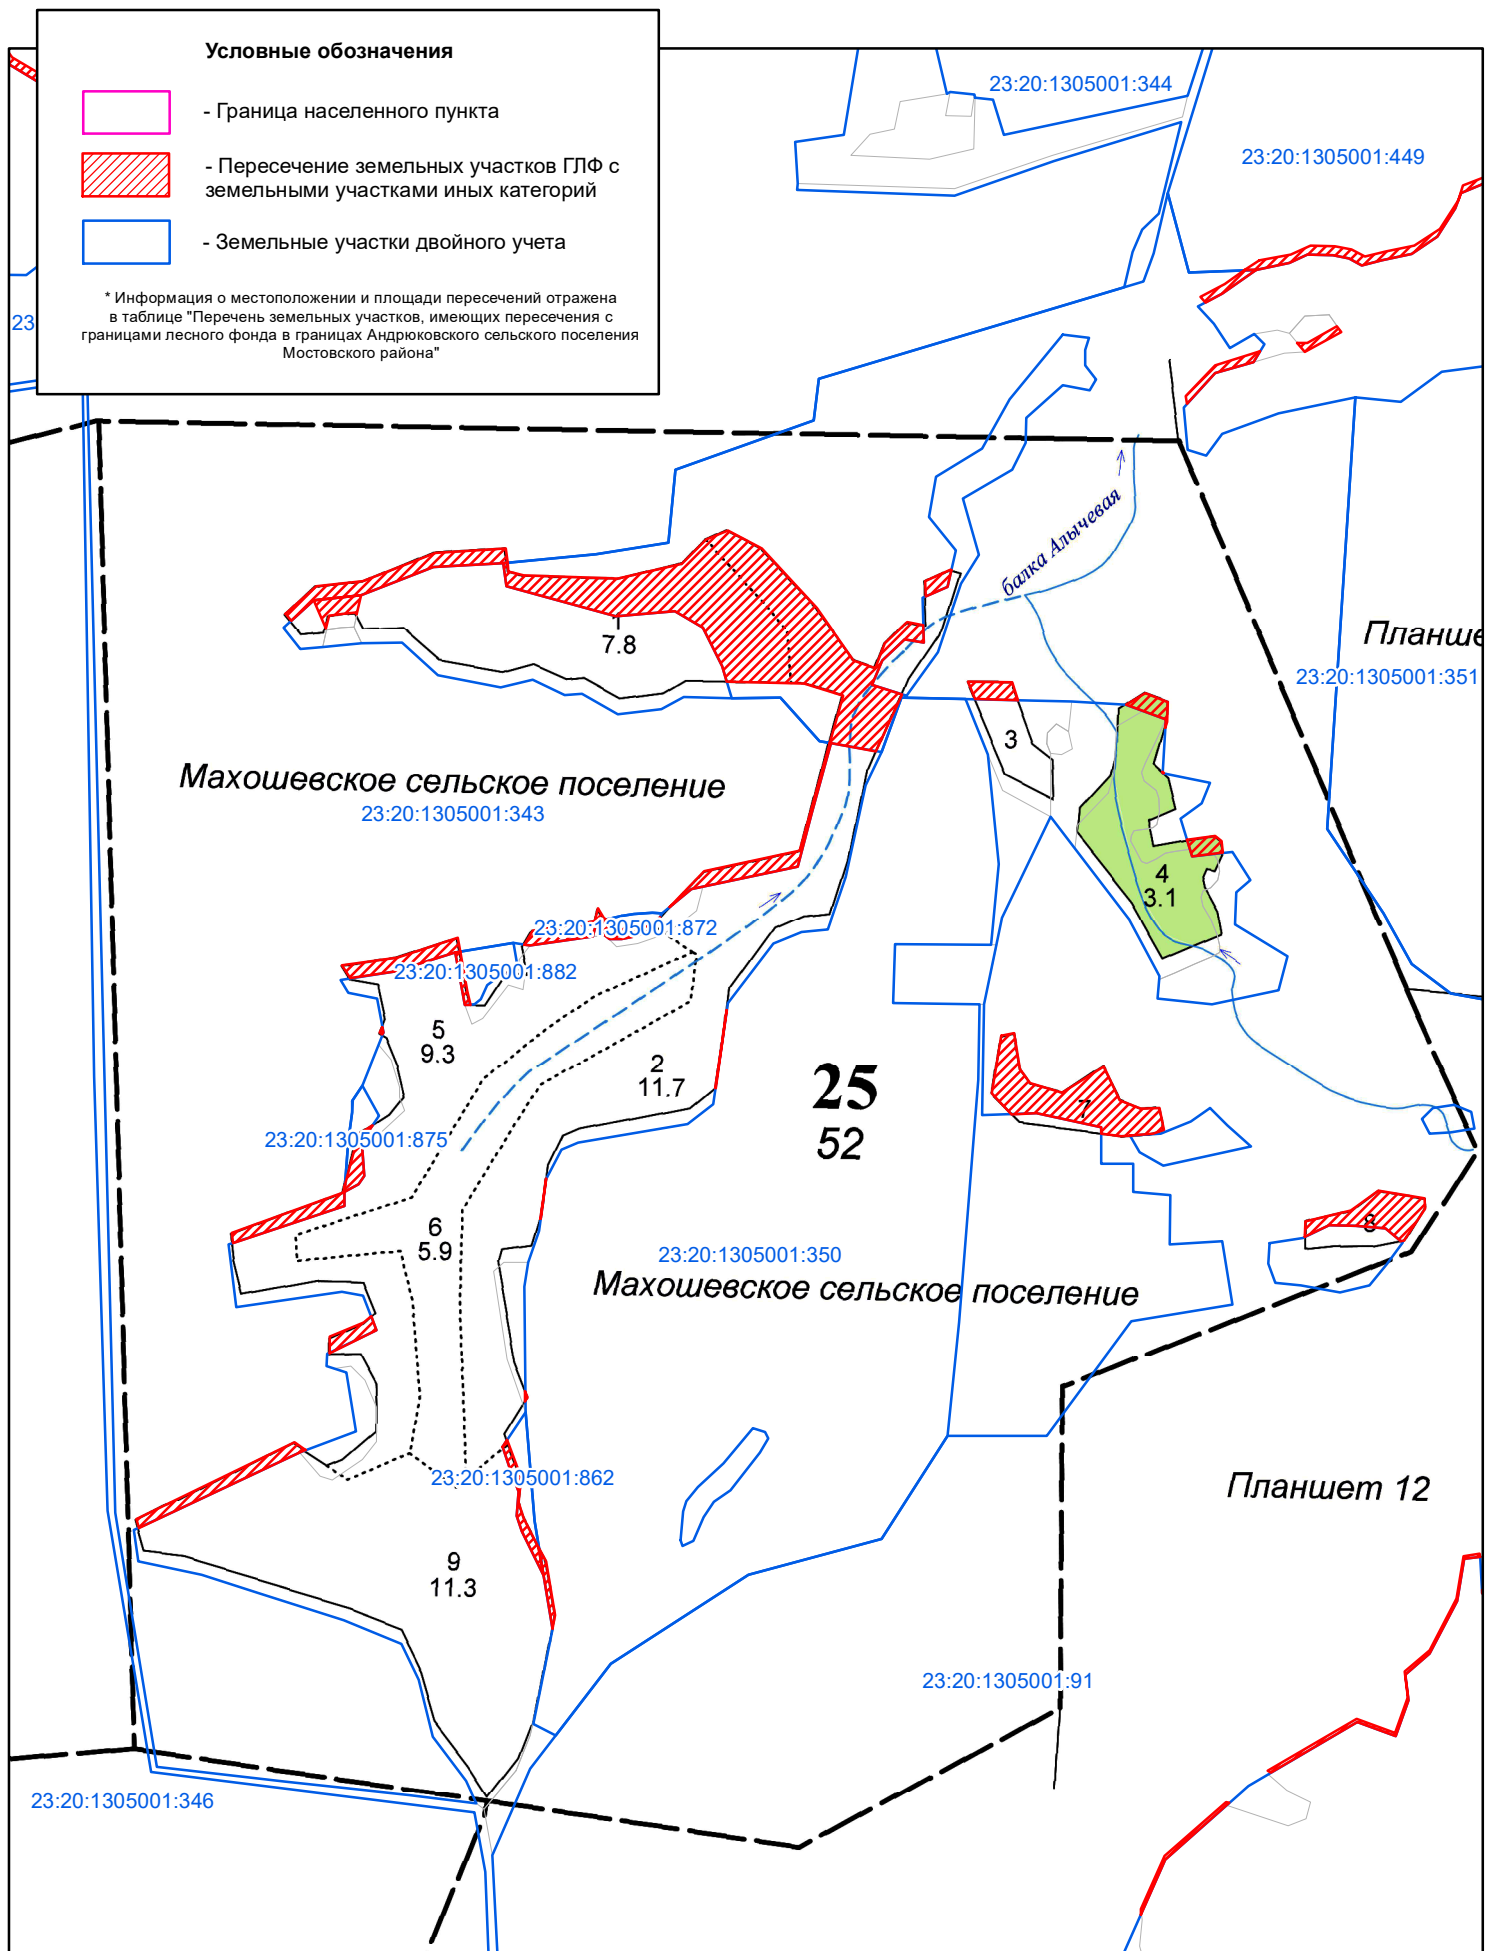 Условные обозначения
- Граница населенного пункта
- Пересечение земельных участков ГЛФ с
земельными участками иных категорий
- Земельные участки двойного учета
* Информация о местоположении и площади пересечений отражена
в таблице "Перечень земельных участков, имеющих пересечения с
границами лесного фонда в границах Андрюковского сельского поселения
Мостовского района"
23:20:1305001:344
23:20:1305001:449
23
балка Алычевая
7.8
Планше
23:20:1305001:351
3
Махошевское сельское поселение
23:20:1305001:343
4
3.1
23:20:1305001:872
23:20:1305001:882
5
9.3
2
11.7
25
52
7
23:20:1305001:875
6
5.9
8
23:20:1305001:350
Махошевское сельское поселение
23:20:1305001:862
Планшет 12
9
11.3
23:20:1305001:91
23:20:1305001:346